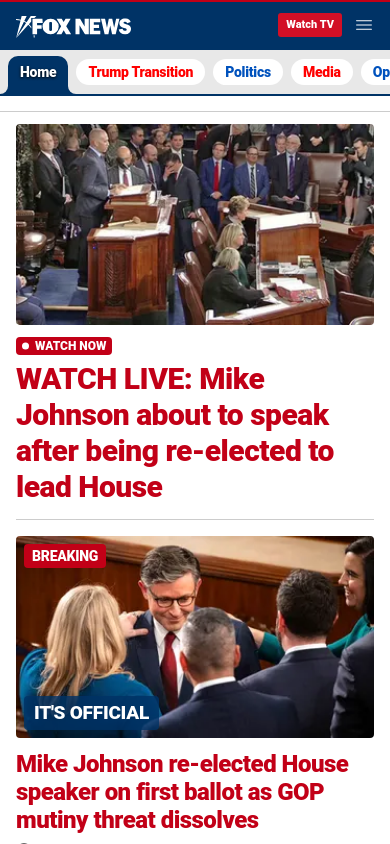 FOX NEWS
Watch TV
Home
Trump Transition
Politics
Media
Op
WATCH NOW
WATCH LIVE: Mike
Johnson about to speak
after being re-elected to
lead House
BREAKING
IT'S OFFICIAL
Mike Johnson re-elected House
speaker on first ballot as GOP
mutiny threat dissolves